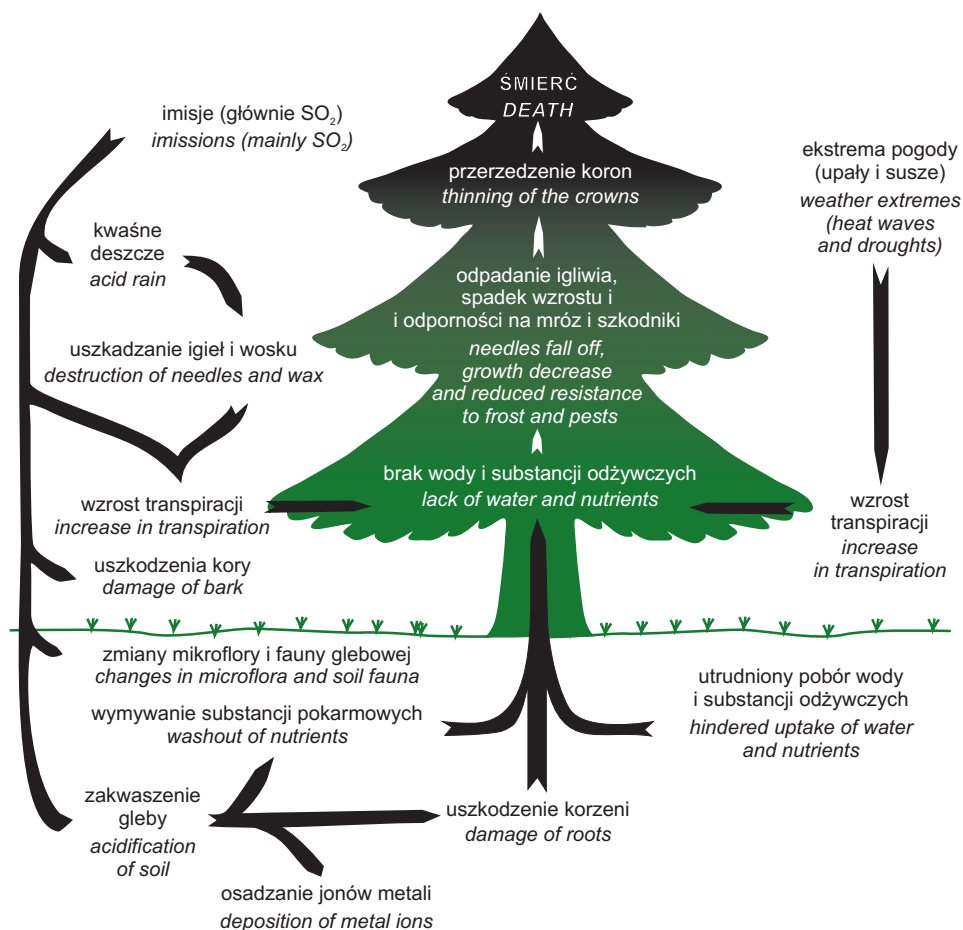 ŚMIERĆ
DEATH
imisje (głównie SO₂)
imissions (mainly SO₂)
przerzedzenie koron
thinning of the crowns
ekstrema pogody
(upały i susze)
weather extremes
(heat waves
and droughts)
kwaśne
deszcze
acid rain
odpadanie igliwia,
spadek wzrostu i
i odporności na mróz i szkodniki
needles fall off,
growth decrease
and reduced resistance
to frost and pests
uszkadzanie igieł i wosku
destruction of needles and wax
brak wody i substancji odżywczych
lack of water and nutrients
wzrost transpiracji
increase in transpiration
wzrost
transpiracji
increase
in transpiration
uszkodzenia kory
damage of bark
zmiany mikroflory i fauny glebowej
changes in microflora and soil fauna
wymywanie substancji pokarmowych
washout of nutrients
utrudniony pobór wody
i substancji odżywczych
hindered uptake of water
and nutrients
zakwaszenie
gleby
acidification
of soil
uszkodzenie korzeni
damage of roots
osadzanie jonów metali
deposition of metal ions